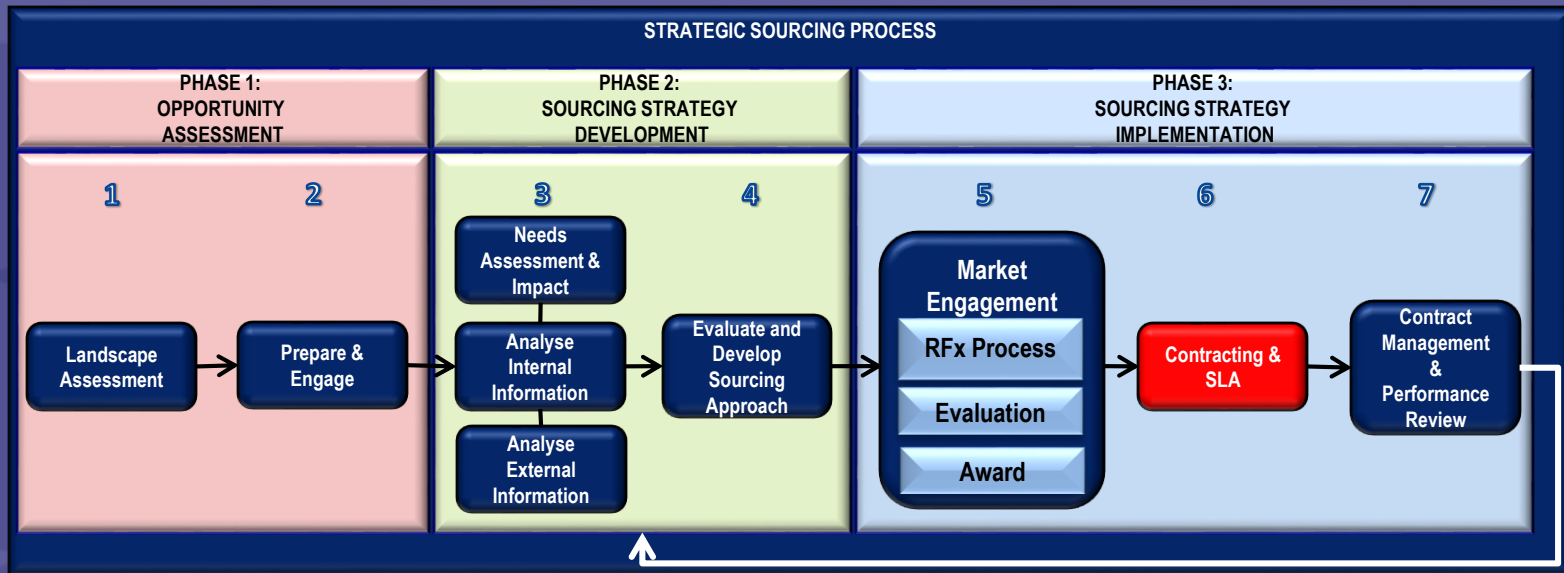 STRATEGIC SOURCING PROCESS
PHASE 1:
OPPORTUNITY
ASSESSMENT
PHASE 2:
SOURCING STRATEGY
DEVELOPMENT
PHASE 3:
SOURCING STRATEGY
IMPLEMENTATION
1
2
3
4
5
6
7
Landscape
Assessment
Prepare &
Engage
Needs
Assessment &
Impact
Analyse
Internal
Information
Analyse
External
Information
Evaluate and
Develop
Sourcing
Approach
Market
Engagement
RFx Process
Evaluation
Award
Contracting &
SLA
Contract
Management
&
Performance
Review